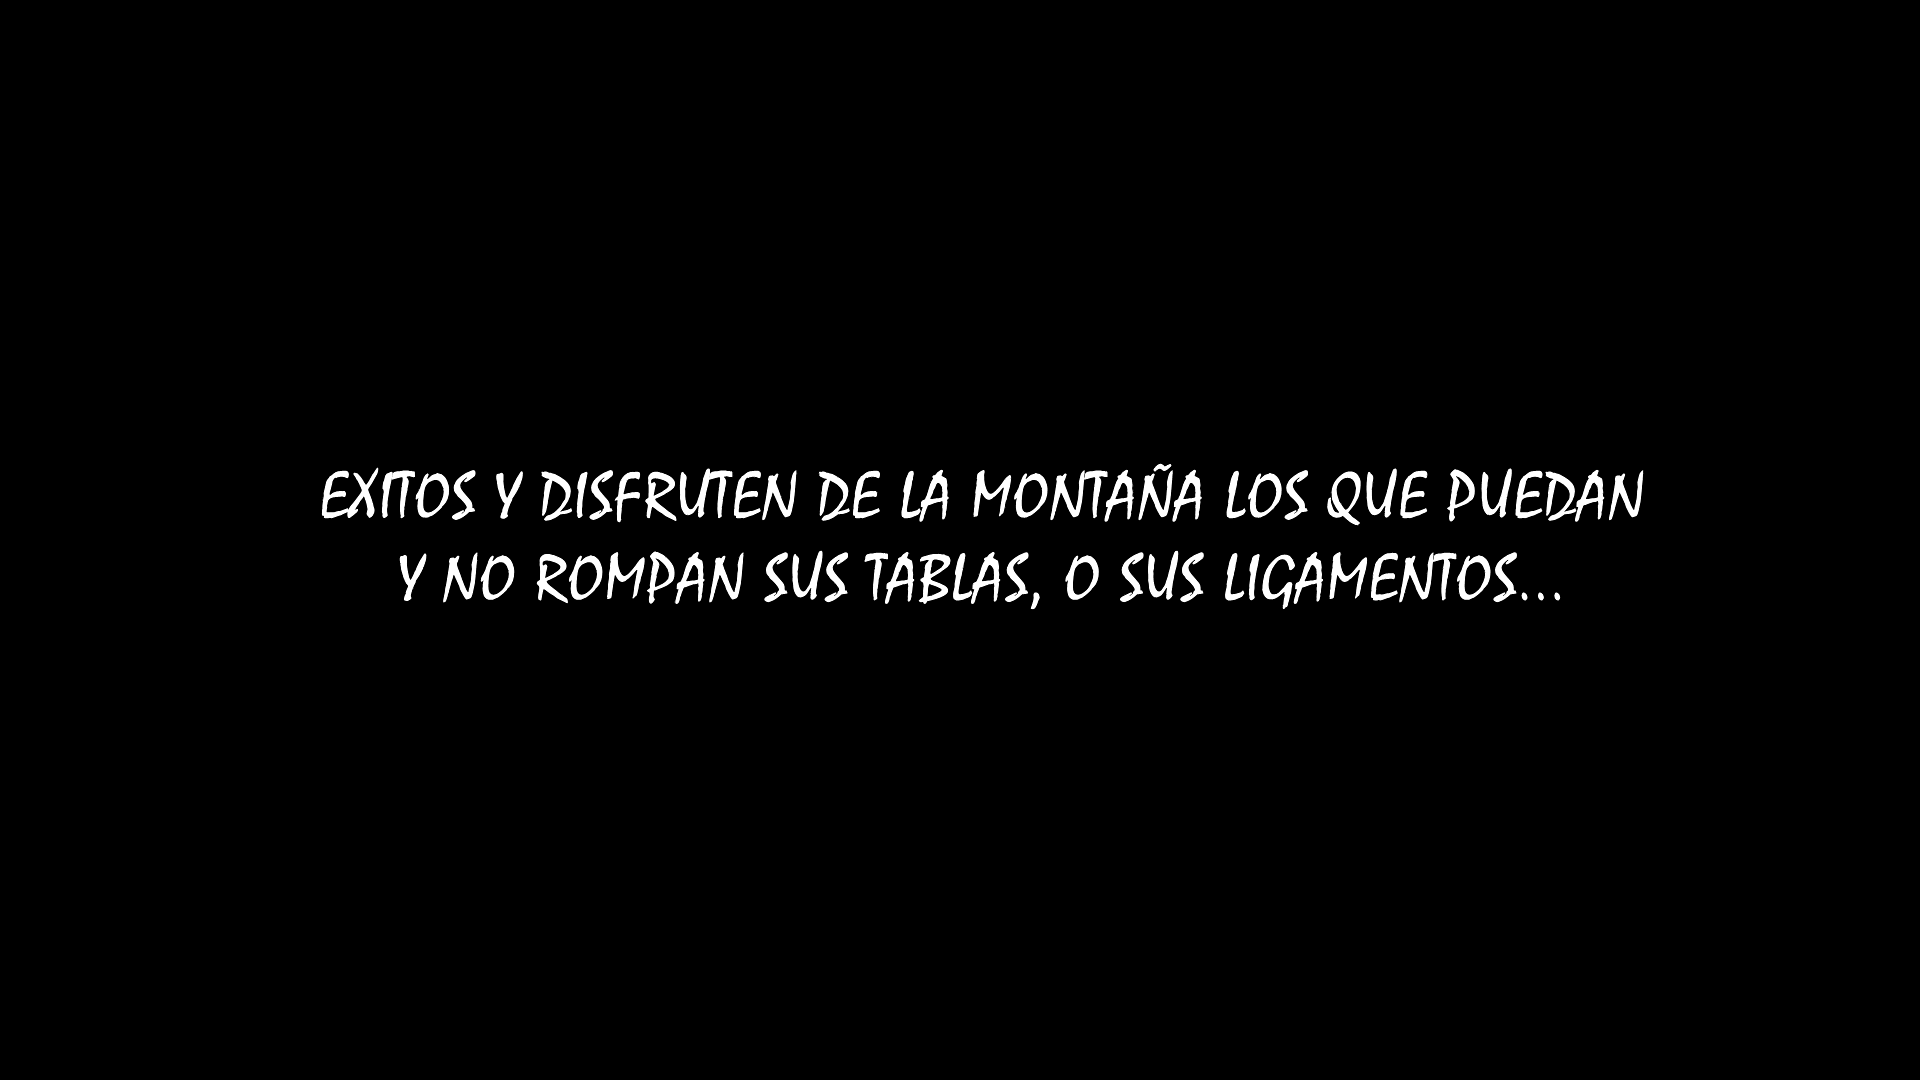 EXITOS Y DISFRUTEN DE LA MONTAÑA LOS QUE PUEDAN
Y NO ROMPAN SUS TABLAS, O SUS LIGAMENTOS...